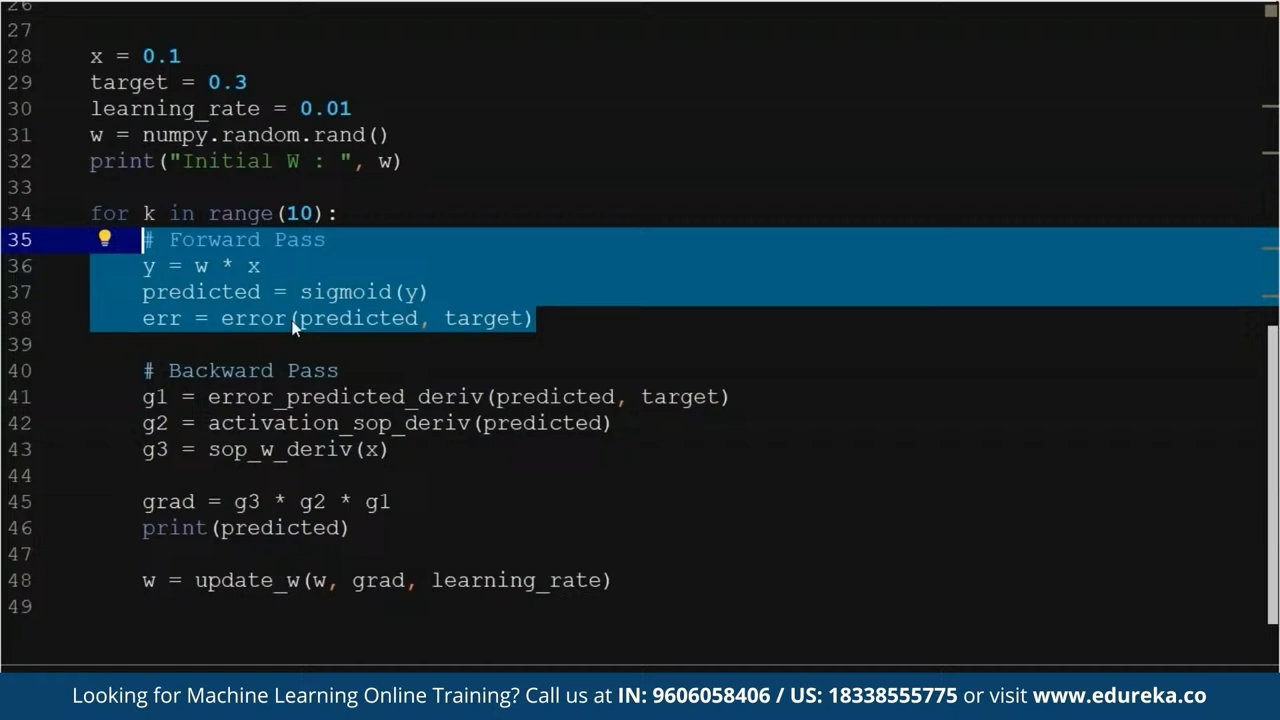 26
27
28 x = 0.1
29 target = 0.3
30 learning_rate = 0.01
31 w = numpy.random.rand()
32 print("Initial W : ", w)
33
34 for k in range(10):
35 # Forward Pass
36 y = w * x
37 predicted = sigmoid(y)
38 err = error(predicted, target)
39
40 # Backward Pass
41 g1 = error_predicted_deriv(predicted, target)
42 g2 = activation_sop_deriv(predicted)
43 g3 = sop_w_deriv(x)
44
45 grad = g3 * g2 * g1
46 print(predicted)
47
48 w = update_w(w, grad, learning_rate)
49
Looking for Machine Learning Online Training? Call us at IN: 9606058406 / US: 18338555775 or visit www.edureka.co